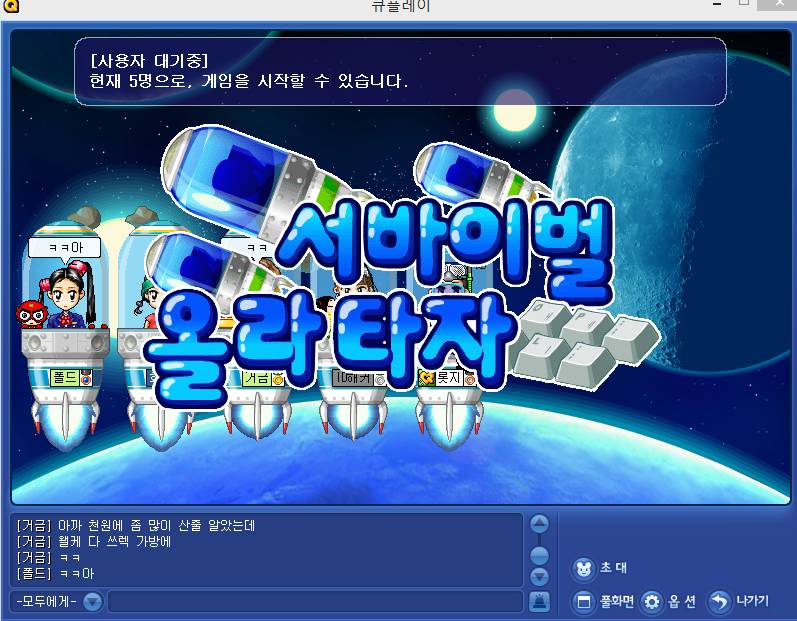 큐플레이
[사용자 대기중]
현재 5명으로, 게임을 시작할 수 있습니다.
서바이벌
올라타자
ㅋㅋ아
ㅋㅋ
폴드
거금
롯지
[거금] 아까 천원에 좀 많이 산줄 알았는데
[거금] 왤케 다 쓰렉 가방에
[거금] ㅋㅋ
[폴드] ㅋㅋ아
-모두에게-
초 대
풀화면
옵 션
나가기